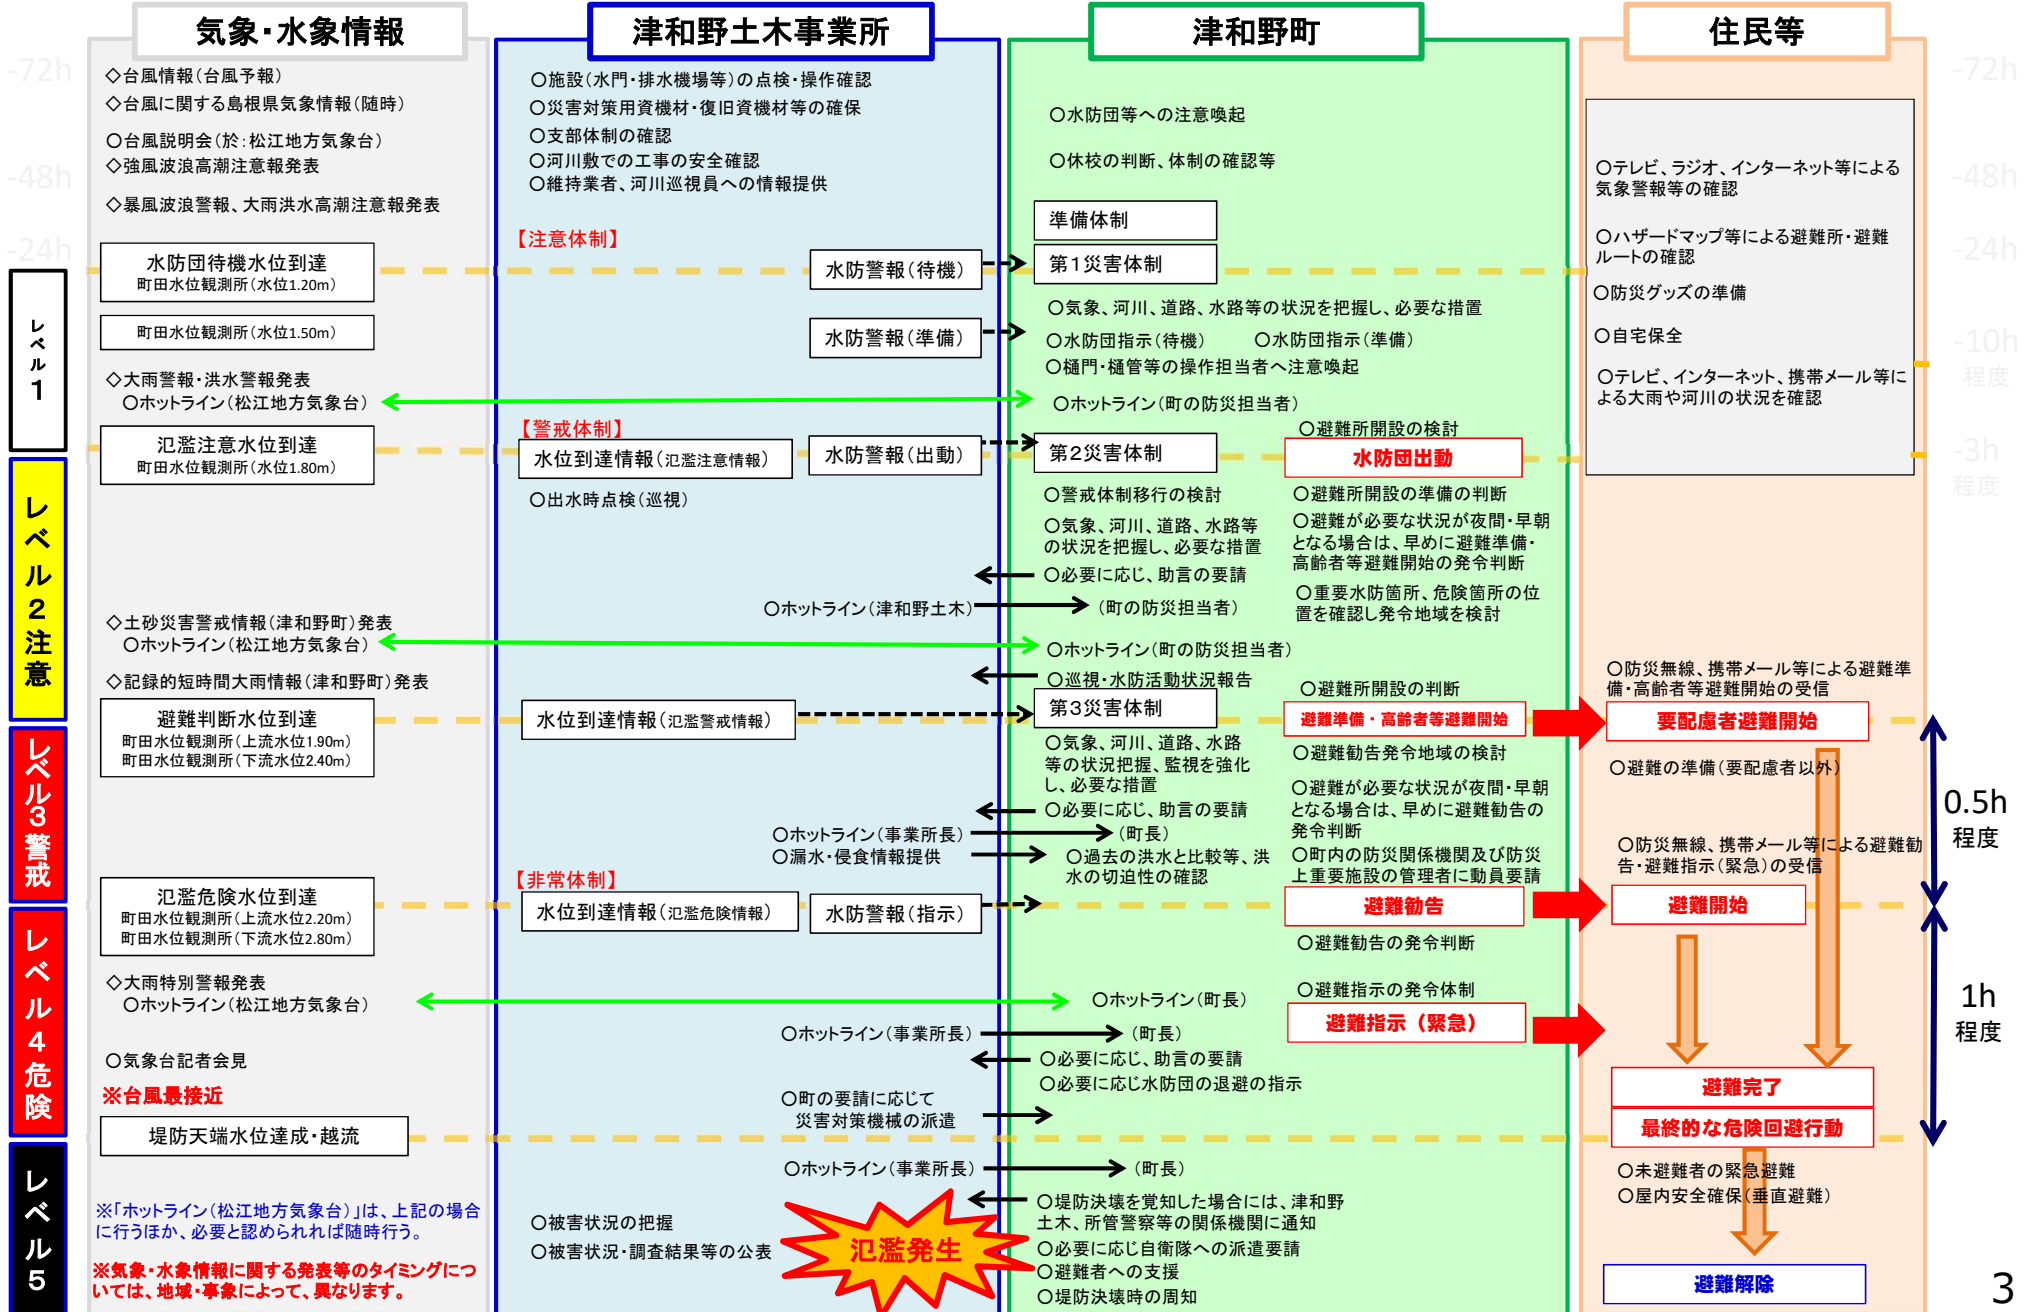 気象・水象情報
津和野土木事業所
津和野町
住民等
-72h
-48h
-24h
レベル1
レベル2注意
レベル3警戒
レベル4危険
レベル5
◇台風情報(台風予報)
◇台風に関する島根県気象情報(随時)
○台風説明会(於:松江地方気象台)
◇強風波浪高潮注意報発表
◇暴風波浪警報、大雨洪水高潮注意報発表
水防団待機水位到達
町田水位観測所(水位1.20m)
町田水位観測所(水位1.50m)
◇大雨警報・洪水警報発表
○ホットライン(松江地方気象台)
氾濫注意水位到達
町田水位観測所(水位1.80m)
◇土砂災害警戒情報(津和野町)発表
○ホットライン(松江地方気象台)
◇記録的短時間大雨情報(津和野町)発表
避難判断水位到達
町田水位観測所(上流水位1.90m)
町田水位観測所(下流水位2.40m)
氾濫危険水位到達
町田水位観測所(上流水位2.20m)
町田水位観測所(下流水位2.80m)
◇大雨特別警報発表
○ホットライン(松江地方気象台)
○気象台記者会見
※台風最接近
堤防天端水位達成・越流
※「ホットライン(松江地方気象台)」は、上記の場合
に行うほか、必要と認められれば随時行う。
※気象・水象情報に関する発表等のタイミングにつ
いては、地域・事象によって、異なります。
○施設(水門・排水機場等)の点検・操作確認
○災害対策用資機材・復旧資機材等の確保
○支部体制の確認
○河川敷での工事の安全確認
○維持業者、河川巡視員への情報提供
【注意体制】
水防警報(待機)
水防警報(準備)
【警戒体制】
水位到達情報(氾濫注意情報)
水防警報(出動)
○出水時点検(巡視)
○ホットライン(津和野土木)
水位到達情報(氾濫警戒情報)
○ホットライン(事業所長)
○漏水・侵食情報提供
【非常体制】
水位到達情報(氾濫危険情報)
水防警報(指示)
○ホットライン(事業所長)
○町の要請に応じて
災害対策機械の派遣
○ホットライン(事業所長)
○被害状況の把握
○被害状況・調査結果等の公表
氾濫発生
○水防団等への注意喚起
○休校の判断、体制の確認等
準備体制
第1災害体制
○気象、河川、道路、水路等の状況を把握し、必要な措置
○水防団指示(待機)
○水防団指示(準備)
○樋門・樋管等の操作担当者へ注意喚起
○ホットライン(町の防災担当者)
○避難所開設の検討
第2災害体制
水防団出動
○警戒体制移行の検討
○気象、河川、道路、水路等
の状況を把握し、必要な措置
○必要に応じ、助言の要請
(町の防災担当者)
○避難所開設の準備の判断
○避難が必要な状況が夜間・早朝
となる場合は、早めに避難準備・
高齢者等避難開始の発令判断
○重要水防箇所、危険箇所の位
置を確認し発令地域を検討
○ホットライン(町の防災担当者)
○巡視・水防活動状況報告
○避難所開設の判断
第3災害体制
避難準備・高齢者等避難開始
○気象、河川、道路、水路
等の状況把握、監視を強化
し、必要な措置
○必要に応じ、助言の要請
(町長)
○過去の洪水と比較等、洪
水の切迫性の確認
○避難勧告発令地域の検討
○避難が必要な状況が夜間・早朝
となる場合は、早めに避難勧告の
発令判断
○町内の防災関係機関及び防災
上重要施設の管理者に動員要請
避難勧告
○避難勧告の発令判断
○避難指示の発令体制
○ホットライン(町長)
避難指示(緊急)
(町長)
○必要に応じ、助言の要請
○必要に応じ水防団の退避の指示
(町長)
○堤防決壊を覚知した場合には、津和野
土木、所管警察等の関係機関に通知
○必要に応じ自衛隊への派遣要請
○避難者への支援
○堤防決壊時の周知
○テレビ、ラジオ、インターネット等による
気象警報等の確認
○ハザードマップ等による避難所・避難
ルートの確認
○防災グッズの準備
○自宅保全
○テレビ、インターネット、携帯メール等に
よる大雨や河川の状況を確認
○防災無線、携帯メール等による避難準
備・高齢者等避難開始の受信
要配慮者避難開始
○避難の準備(要配慮者以外)
○防災無線、携帯メール等による避難勧
告・避難指示(緊急)の受信
避難開始
避難完了
最終的な危険回避行動
○未避難者の緊急避難
○屋内安全確保(垂直避難)
避難解除
-72h
-48h
-24h
-10h
程度
-3h
程度
0.5h
程度
1h
程度
3